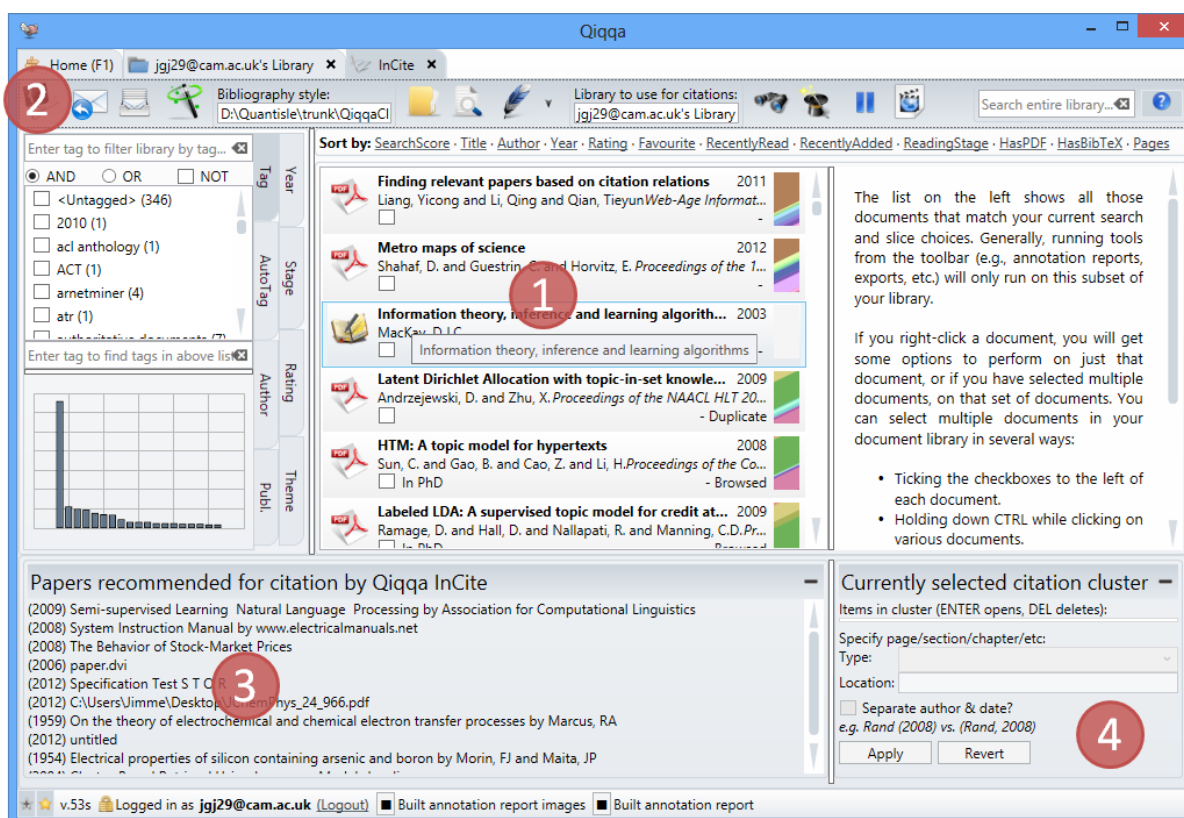 Qiqqa
Home (F1) jgj29@cam.ac.uk's Library InCite
2
Bibliography style:
D:\Quantisle\trunk\QiqqaCl
Library to use for citations:
jgj29@cam.ac.uk's Library
Search entire library...
Enter tag to filter library by tag...
AND OR NOT
<Untagged> (346)
2010 (1)
acl anthology (1)
ACT (1)
arnetminer (4)
atr (1)
authoritative documents (7)
Enter tag to find tags in above list
Tag
AutoTag
Author
Publ.
Year
Stage
Rating
Theme
Sort by: SearchScore · Title · Author · Year · Rating · Favourite · RecentlyRead · RecentlyAdded · ReadingStage · HasPDF · HasBibTeX · Pages
Finding relevant papers based on citation relations 2011
Liang, Yicong and Li, Qing and Qian, TieyunWeb-Age Informat...
-
Metro maps of science 2012
Shahaf, D. and Guestrin, C. and Horvitz, E. Proceedings of the 1...
-
1
Information theory, inference and learning algorith... 2003
MacKay, D.J.C.
Information theory, inference and learning algorithms -
Latent Dirichlet Allocation with topic-in-set knowle... 2009
Andrzejewski, D. and Zhu, X. Proceedings of the NAACL HLT 20...
- Duplicate
HTM: A topic model for hypertexts 2008
Sun, C. and Gao, B. and Cao, Z. and Li, H.Proceedings of the Co...
In PhD - Browsed
Labeled LDA: A supervised topic model for credit at... 2009
Ramage, D. and Hall, D. and Nallapati, R. and Manning, C.D.Pr...
In PhD - Browsed
The list on the left shows all those
documents that match your current search
and slice choices. Generally, running tools
from the toolbar (e.g., annotation reports,
exports, etc.) will only run on this subset of
your library.
If you right-click a document, you will get
some options to perform on just that
document, or if you have selected multiple
documents, on that set of documents. You
can select multiple documents in your
document library in several ways:
• Ticking the checkboxes to the left of
each document.
• Holding down CTRL while clicking on
various documents.
Papers recommended for citation by Qiqqa InCite
(2009) Semi-supervised Learning Natural Language Processing by Association for Computational Linguistics
(2008) System Instruction Manual by www.electricalmanuals.net
(2008) The Behavior of Stock-Market Prices
(2006) paper.dvi
(2012) Specification Test S T O R
(2012) C:\Users\Jimme\Desktop\JChemPhys_24_966.pdf
3
(1959) On the theory of electrochemical and chemical electron transfer processes by Marcus, RA
(2012) untitled
(1954) Electrical properties of silicon containing arsenic and boron by Morin, FJ and Maita, JP
Currently selected citation cluster
Items in cluster (ENTER opens, DEL deletes):
Specify page/section/chapter/etc:
Type:
Location:
Separate author & date?
e.g. Rand (2008) vs. (Rand, 2008)
Apply Revert
4
v.53s Logged in as jgj29@cam.ac.uk (Logout) Built annotation report images Built annotation report